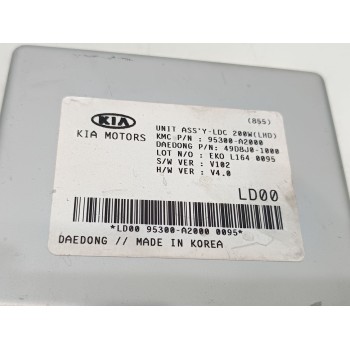 (855)
KIA
KIA MOTORS
UNIT ASS'Y-LDC 200W(LHD)
KMC P/N : 95300-A2000
DAEDONG P/N: 49D8J0-1000
LOT N/O : EKO L164 0095
S/W VER : V102
H/W VER : V4.0
LD00
*LD00 95300-A2000 0095*
DAEDONG // MADE IN KOREA